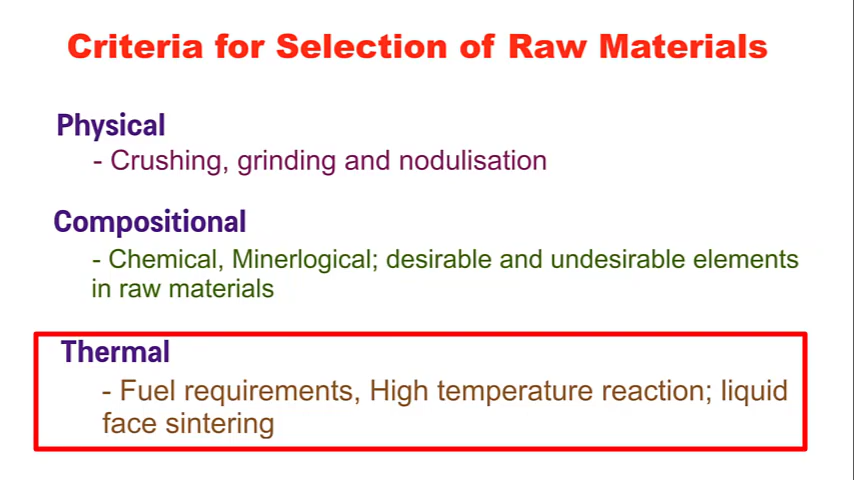 Criteria for Selection of Raw Materials
Physical
- Crushing, grinding and nodulisation
Compositional
- Chemical, Minerlogical; desirable and undesirable elements
in raw materials
Thermal
- Fuel requirements, High temperature reaction; liquid
face sintering